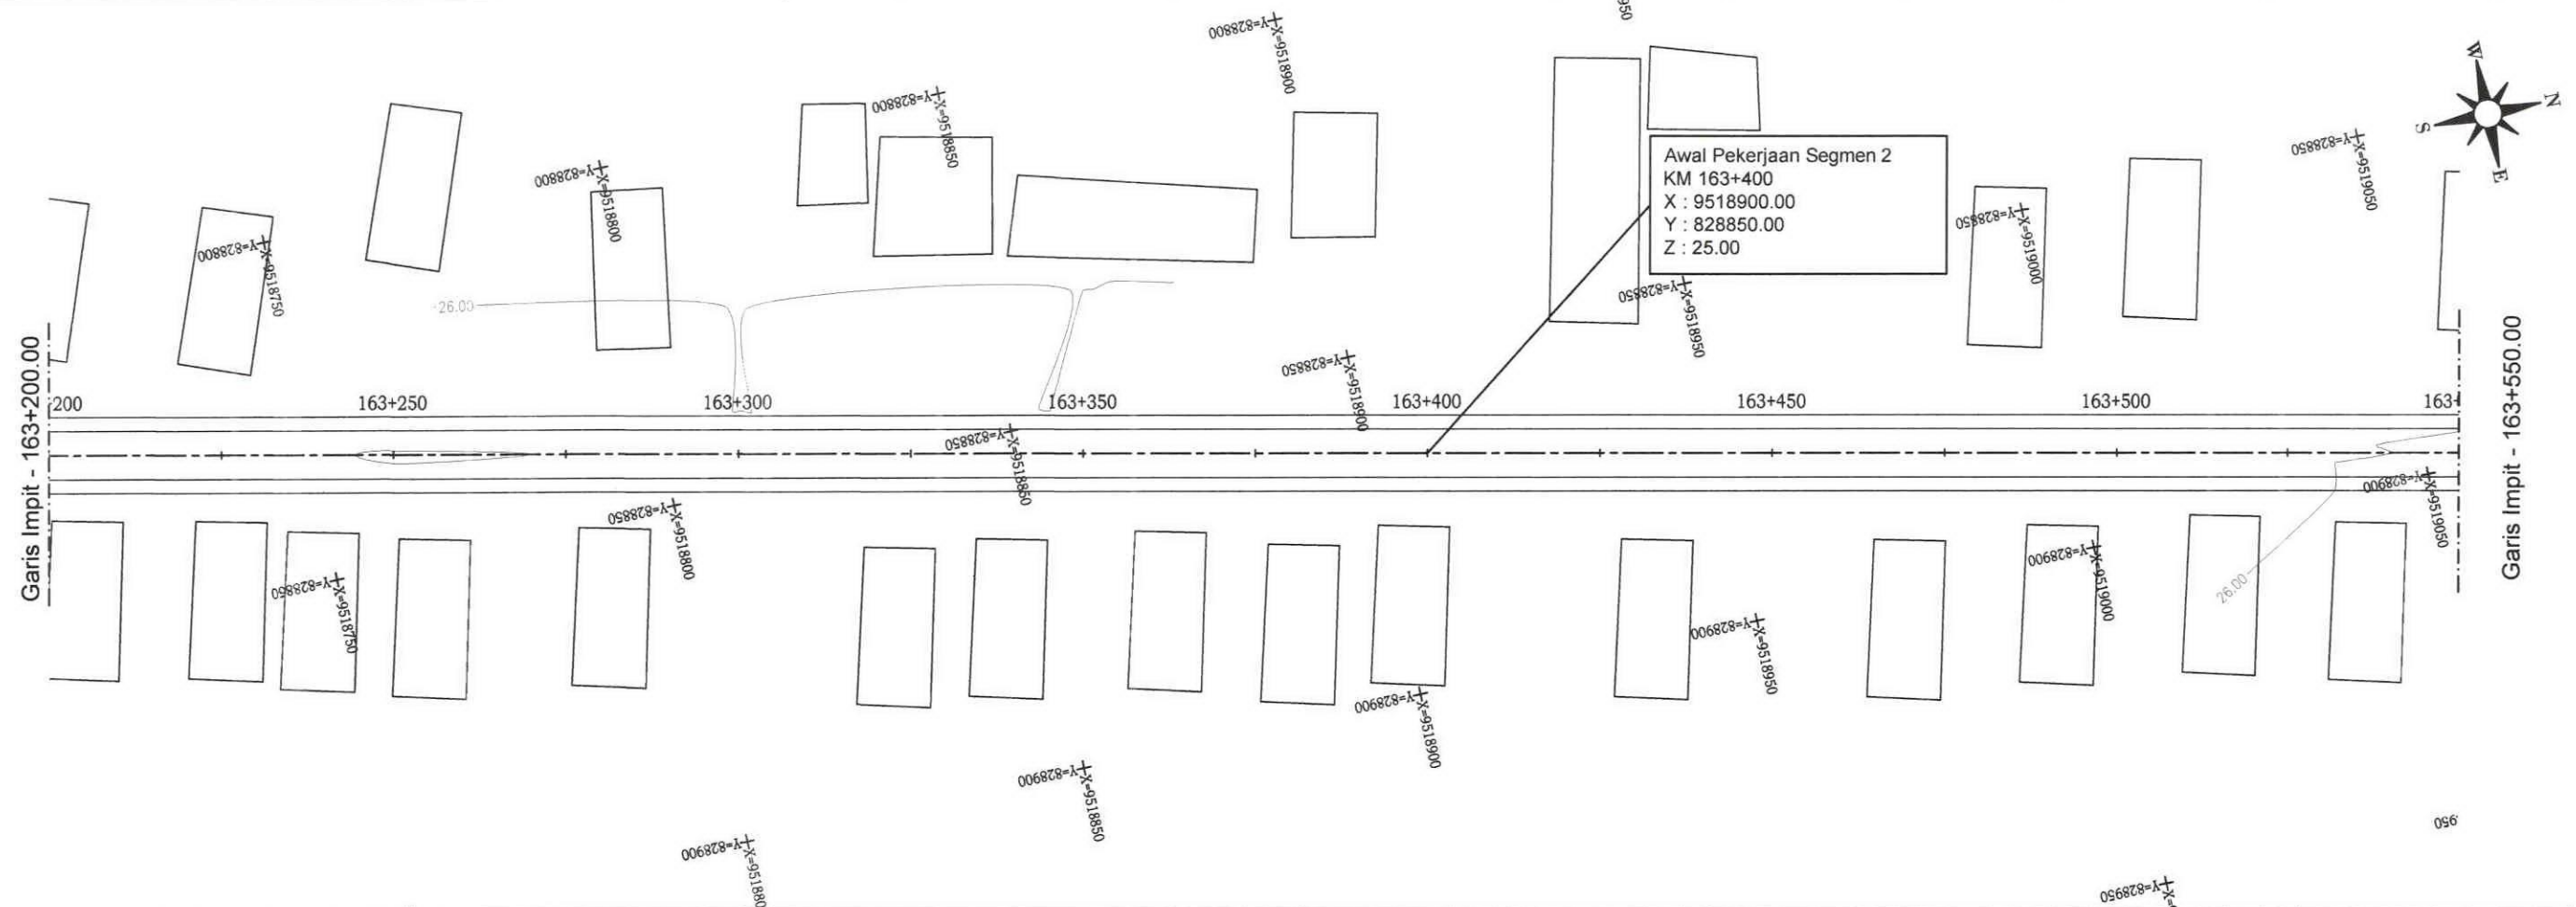 950
Y=828800
X=9518900
W
N
S
E
Y=828800
X=9518850
Y=828850
X=9519050
Awal Pekerjaan Segmen 2
KM 163+400
X : 9518900.00
Y : 828850.00
Z : 25.00
Y=828800
X=9518800
Y=828850
X=9519000
Y=828800
X=9518750
Y=828850
X=9518950
26.00
Y=828850
X=9518900
Garis Impit - 163+200.00
Garis Impit - 163+550.00
200
163+250
163+300
163+350
163+400
163+450
163+500
163+
Y=828850
X=9518850
Y=828900
X=9519050
Y=828850
X=9518800
Y=828900
X=9519000
Y=828850
X=9518750
26.00
Y=828900
X=9518950
Y=828900
X=9518900
Y=828900
X=9518850
950
Y=828900
X=951880
Y=828950
X=